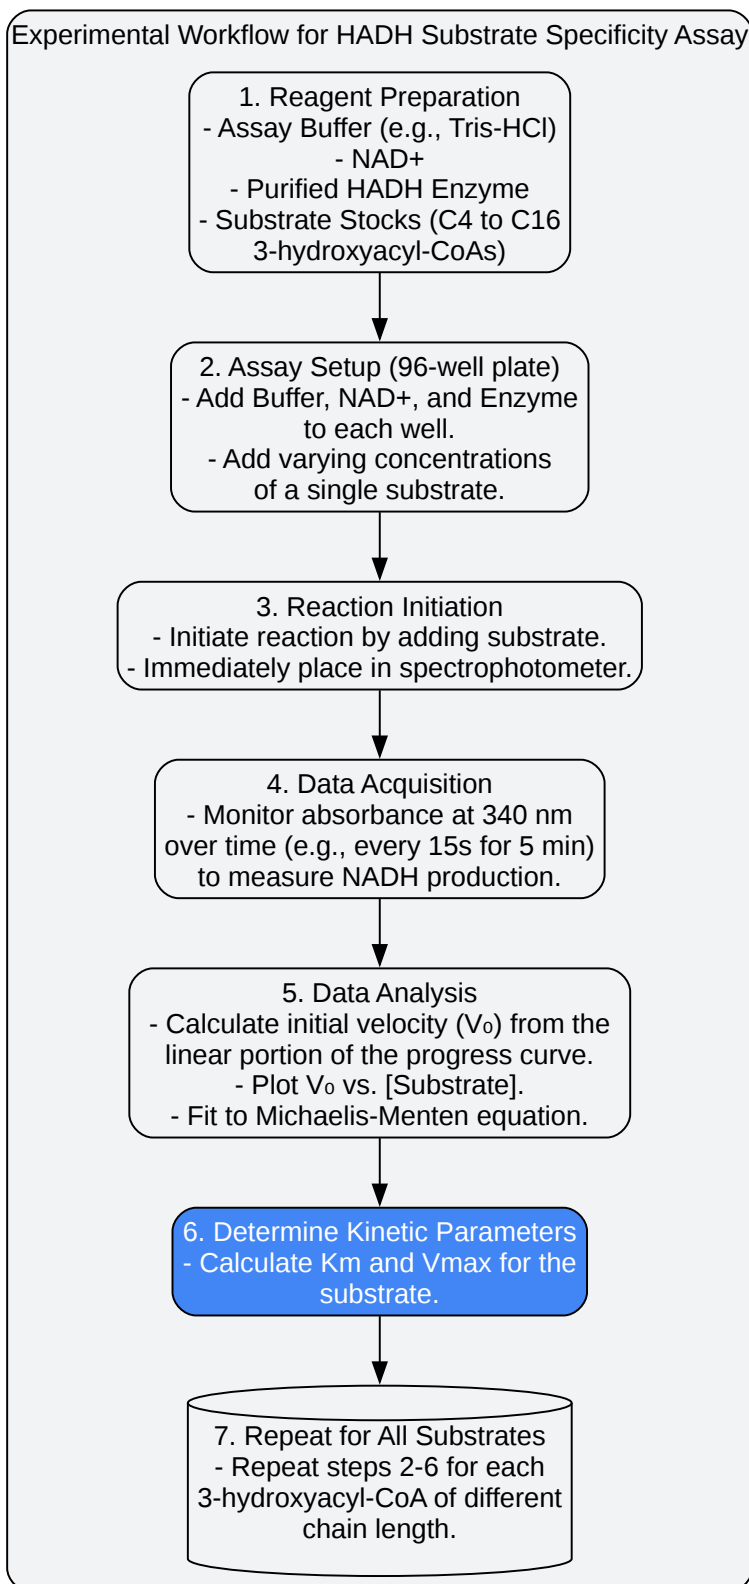 Experimental Workflow for HADH Substrate Specificity Assay
1. Reagent Preparation
- Assay Buffer (e.g., Tris-HCl)
- NAD+
- Purified HADH Enzyme
- Substrate Stocks (C4 to C16
3-hydroxyacyl-CoAs)
2. Assay Setup (96-well plate)
- Add Buffer, NAD+, and Enzyme
to each well.
- Add varying concentrations
of a single substrate.
3. Reaction Initiation
- Initiate reaction by adding substrate.
- Immediately place in spectrophotometer.
4. Data Acquisition
- Monitor absorbance at 340 nm
over time (e.g., every 15s for 5 min)
to measure NADH production.
5. Data Analysis
- Calculate initial velocity (V₀) from the
linear portion of the progress curve.
- Plot V₀ vs. [Substrate].
- Fit to Michaelis-Menten equation.
6. Determine Kinetic Parameters
- Calculate Km and Vmax for the
substrate.
7. Repeat for All Substrates
- Repeat steps 2-6 for each
3-hydroxyacyl-CoA of different
chain length.